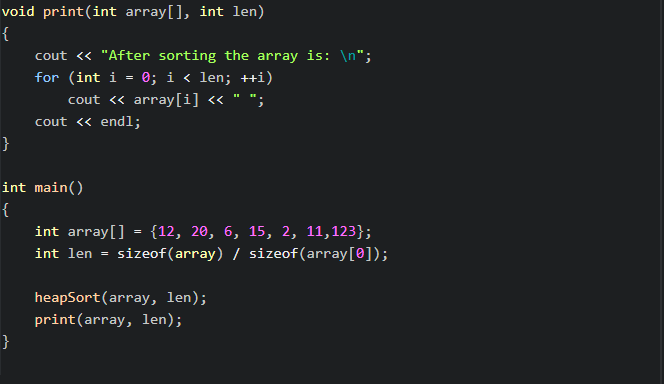 void print(int array[], int len)
{
    cout << "After sorting the array is: \n";
    for (int i = 0; i < len; ++i)
        cout << array[i] << " ";
    cout << endl;
}

int main()
{
    int array[] = {12, 20, 6, 15, 2, 11,123};
    int len = sizeof(array) / sizeof(array[0]);

    heapSort(array, len);
    print(array, len);
}